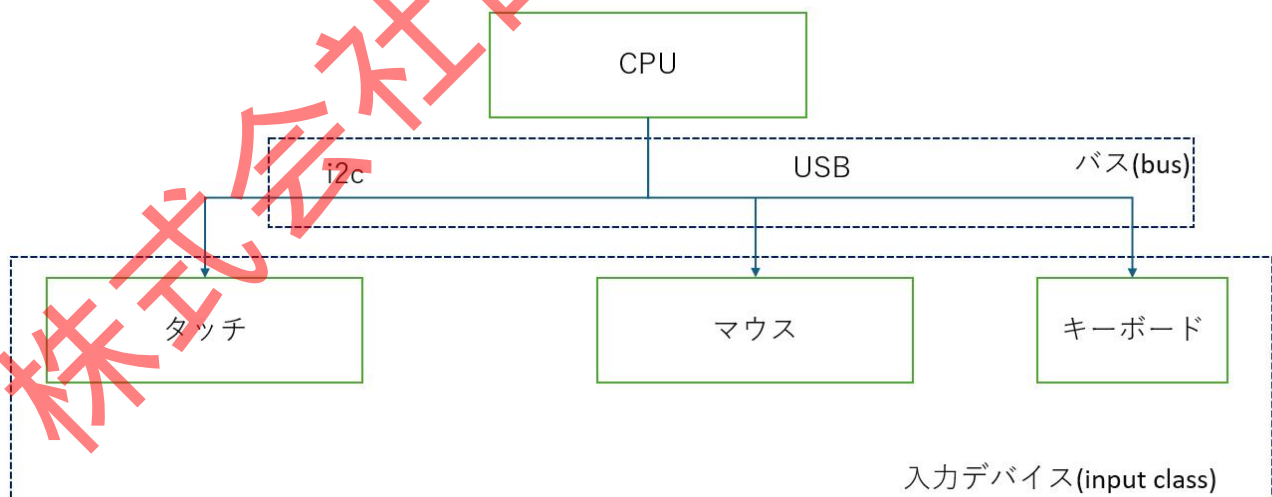 CPU
i2c
USB
バス(bus)
タッチ
マウス
キーボード
入力デバイス(input class)
株式会社